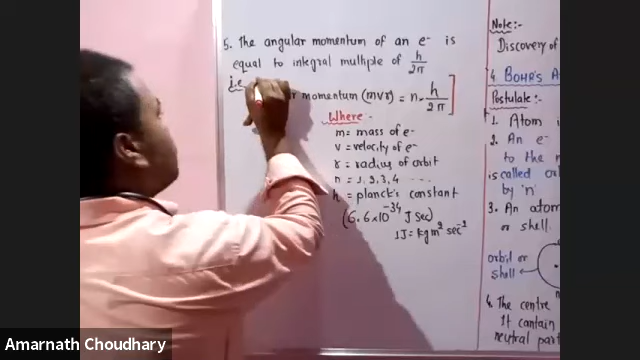 5. The angular momentum of an e- is
equal to integral multiple of h/2π
i.e
momentum (mvr) = n. h/2π
Where
m= mass of e-
v = velocity of e-
r = radius of orbit
n = 1, 2, 3, 4 ....
h = planck's constant
(6.6×10^-34 J sec)
1J = kg m² sec^-2
Note:-
Discovery of
4. BOHR'S A
Postulate:-
1. Atom i
2. An e-
to the n
is called orb
by 'n'
3. An atom
or shell.
orbit or
shell
4. The centre
It contain
neutral part
Amarnath Choudhary